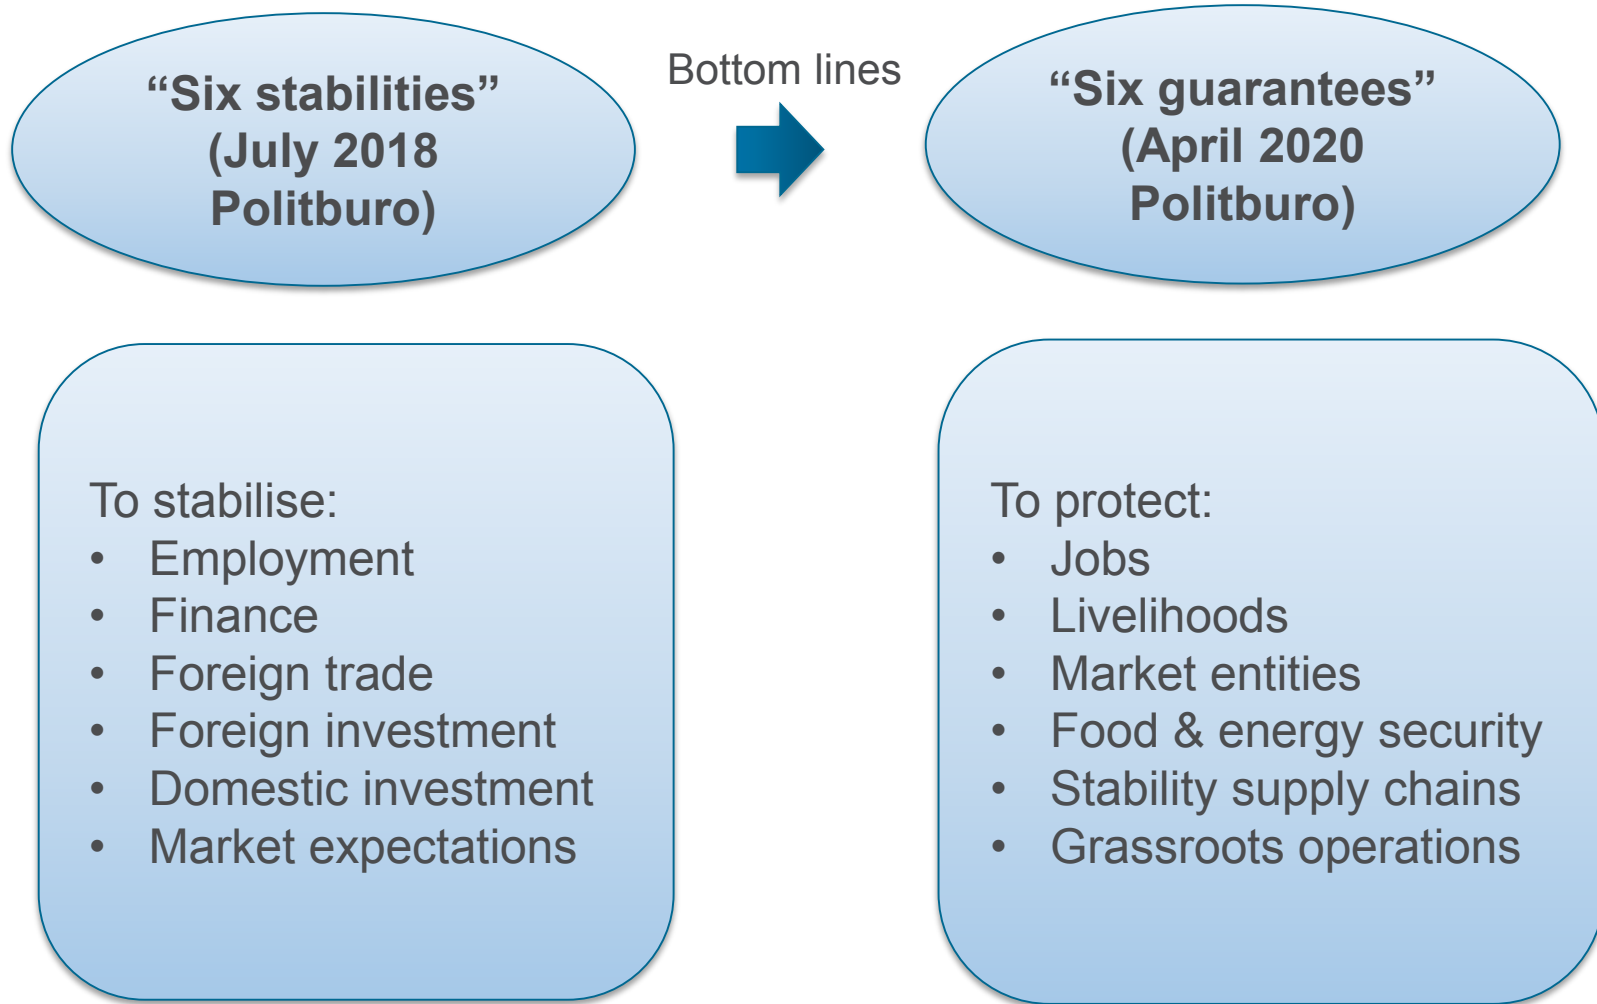 “Six stabilities”
(July 2018
Politburo)
Bottom lines
“Six guarantees”
(April 2020
Politburo)
To stabilise:
• Employment
• Finance
• Foreign trade
• Foreign investment
• Domestic investment
• Market expectations
To protect:
• Jobs
• Livelihoods
• Market entities
• Food & energy security
• Stability supply chains
• Grassroots operations